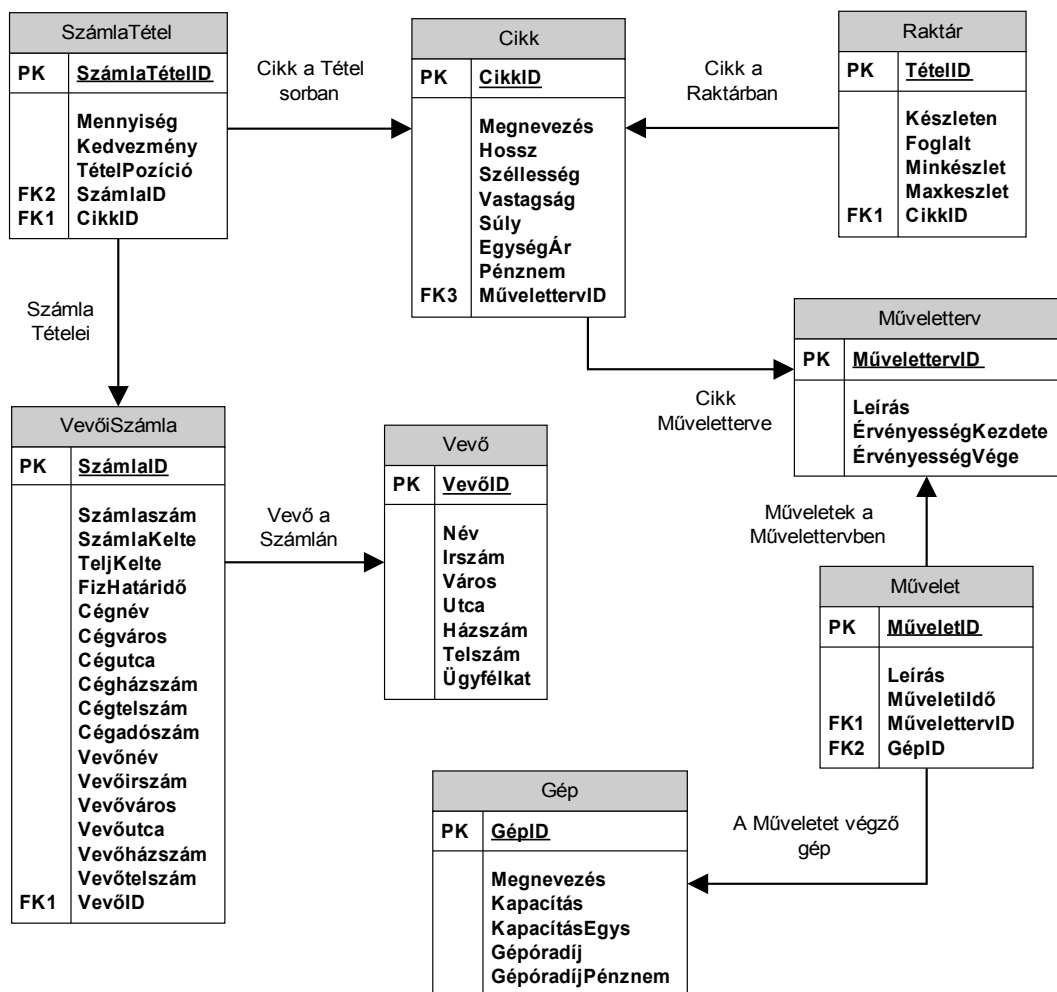 SzámlaTétel
PK SzámlaTételID
Mennyiség
Kedvezmény
TételPozíció
FK2 SzámlaID
FK1 CikkID
Cikk a Tétel
sorban
Cikk
PK CikkID
Megnevezés
Hossz
Széllesség
Vastagság
Súly
EgységÁr
Pénznem
FK3 MűvelettervID
Cikk a
Raktárban
Raktár
PK TételID
Készleten
Foglalt
Minkészlet
Maxkeszlet
FK1 CikkID
Számla
Tételei
Cikk
Műveletterve
Műveletterv
PK MűvelettervID
Leírás
ÉrvényességKezdete
ÉrvényességVége
VevőiSzámla
PK SzámlaID
Számlaszám
SzámlaKelte
TeljKelte
FizHatáridő
Cégnév
Cégváros
Cégutca
Cégházszám
Cégtelszám
Cégadószám
Vevőnév
Vevőirszám
Vevőváros
Vevőutca
Vevőházszám
Vevőtelszám
FK1 VevőID
Vevő a
Számlán
Vevő
PK VevőID
Név
Irszám
Város
Utca
Házszám
Telszám
Ügyfélkat
Műveletek a
Művelettervben
Művelet
PK MűveletID
Leírás
MűveletiIdő
FK1 MűvelettervID
FK2 GépID
A Műveletet végző
gép
Gép
PK GépID
Megnevezés
Kapacítás
KapacításEgys
Gépóradíj
GépóradíjPénznem